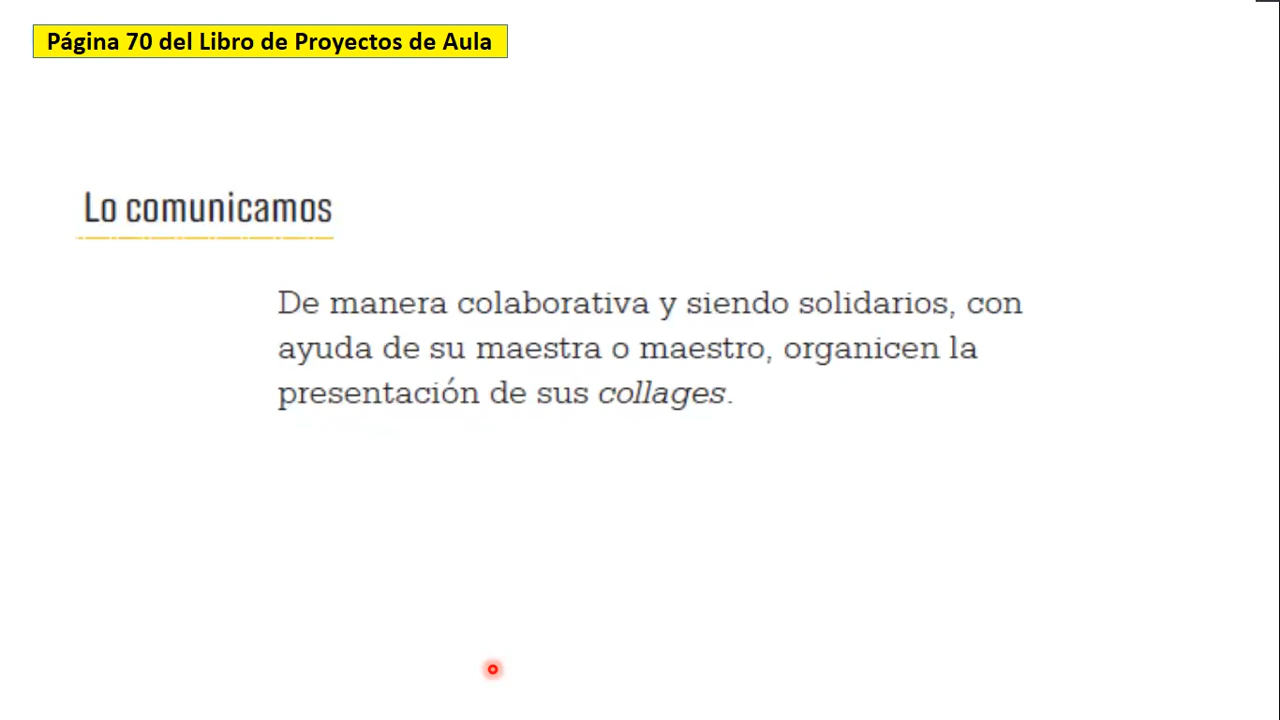 Página 70 del Libro de Proyectos de Aula
Lo comunicamos
De manera colaborativa y siendo solidarios, con
ayuda de su maestra o maestro, organicen la
presentación de sus collages.